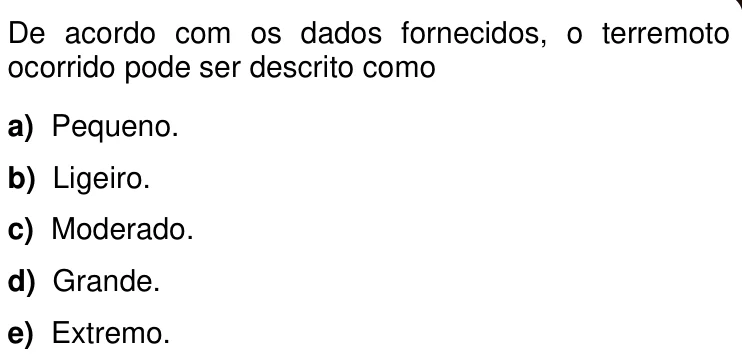 De acordo com os dados fornecidos, o terremoto
ocorrido pode ser descrito como
a) Pequeno.
b) Ligeiro.
c) Moderado.
d) Grande.
e) Extremo.